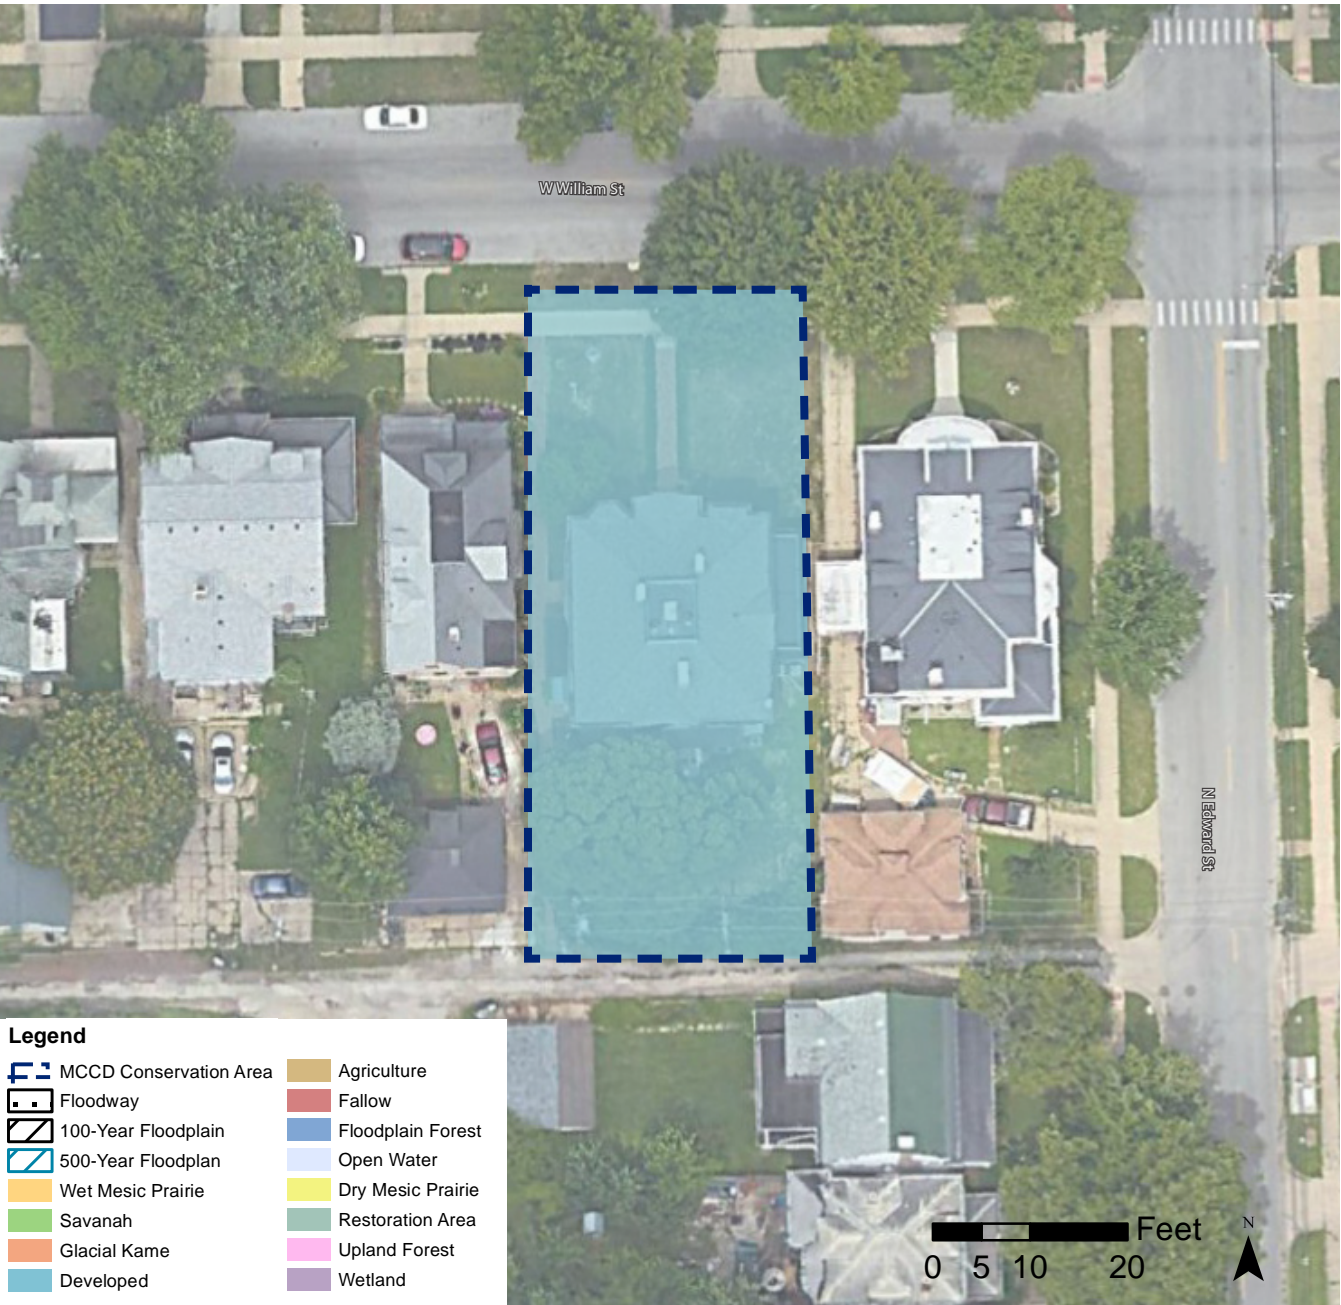 W William St
N Edward St
Legend
MCCD Conservation Area
Floodway
100-Year Floodplain
500-Year Floodplan
Wet Mesic Prairie
Savanah
Glacial Kame
Developed
Agriculture
Fallow
Floodplain Forest
Open Water
Dry Mesic Prairie
Restoration Area
Upland Forest
Wetland
Feet
0 5 10 20
N